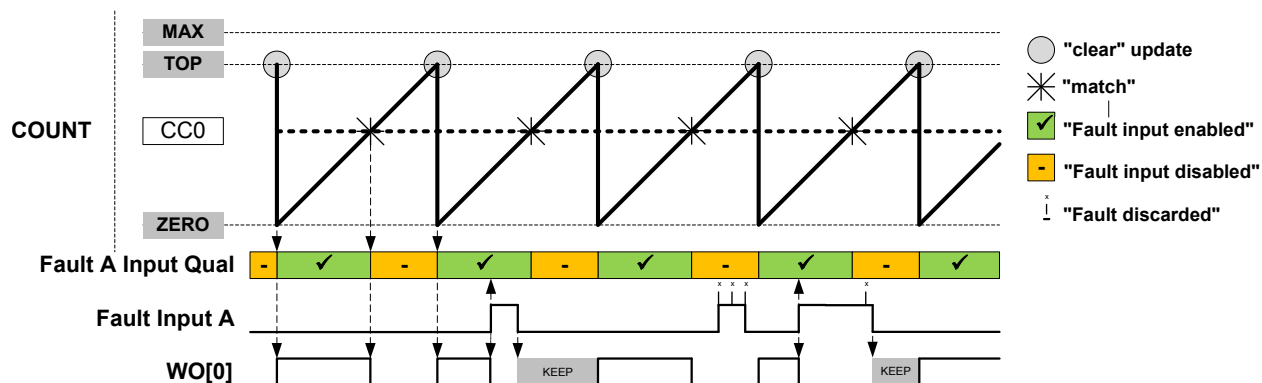 MAX
"clear" update
TOP
"match"
COUNT
CC0
"Fault input enabled"
✓
- "Fault input disabled"
x
- "Fault discarded"
ZERO
Fault A Input Qual
- ✓ - ✓ - ✓ - ✓ - ✓
x x x x
Fault Input A
WO[0]
KEEP
KEEP